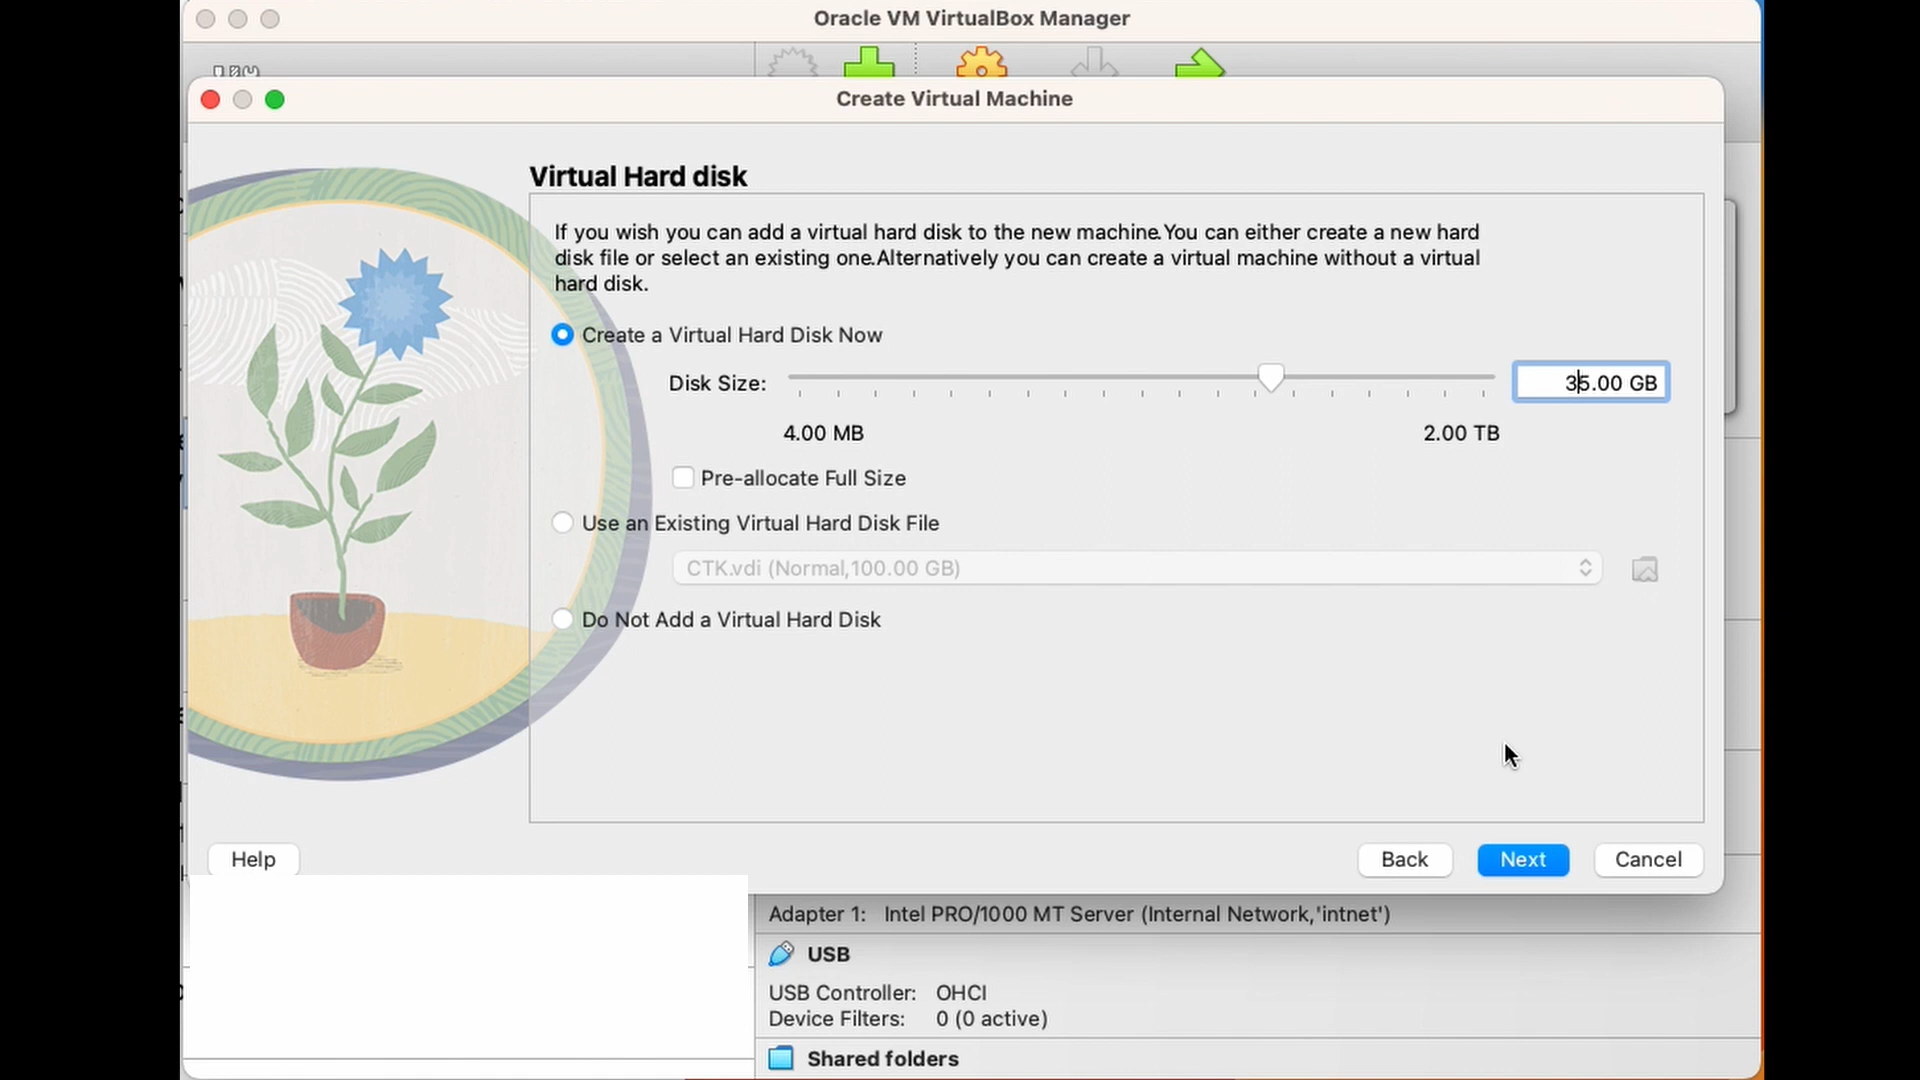 Oracle VM VirtualBox Manager
Create Virtual Machine
Virtual Hard disk
If you wish you can add a virtual hard disk to the new machine.You can either create a new hard
disk file or select an existing one.Alternatively you can create a virtual machine without a virtual
hard disk.
Create a Virtual Hard Disk Now
Disk Size:
35.00 GB
4.00 MB
2.00 TB
Pre-allocate Full Size
Use an Existing Virtual Hard Disk File
CTK.vdi (Normal,100.00 GB)
Do Not Add a Virtual Hard Disk
Help
Back
Next
Cancel
Adapter 1: Intel PRO/1000 MT Server (Internal Network,'intnet')
USB
USB Controller: OHCI
Device Filters: 0 (0 active)
Shared folders